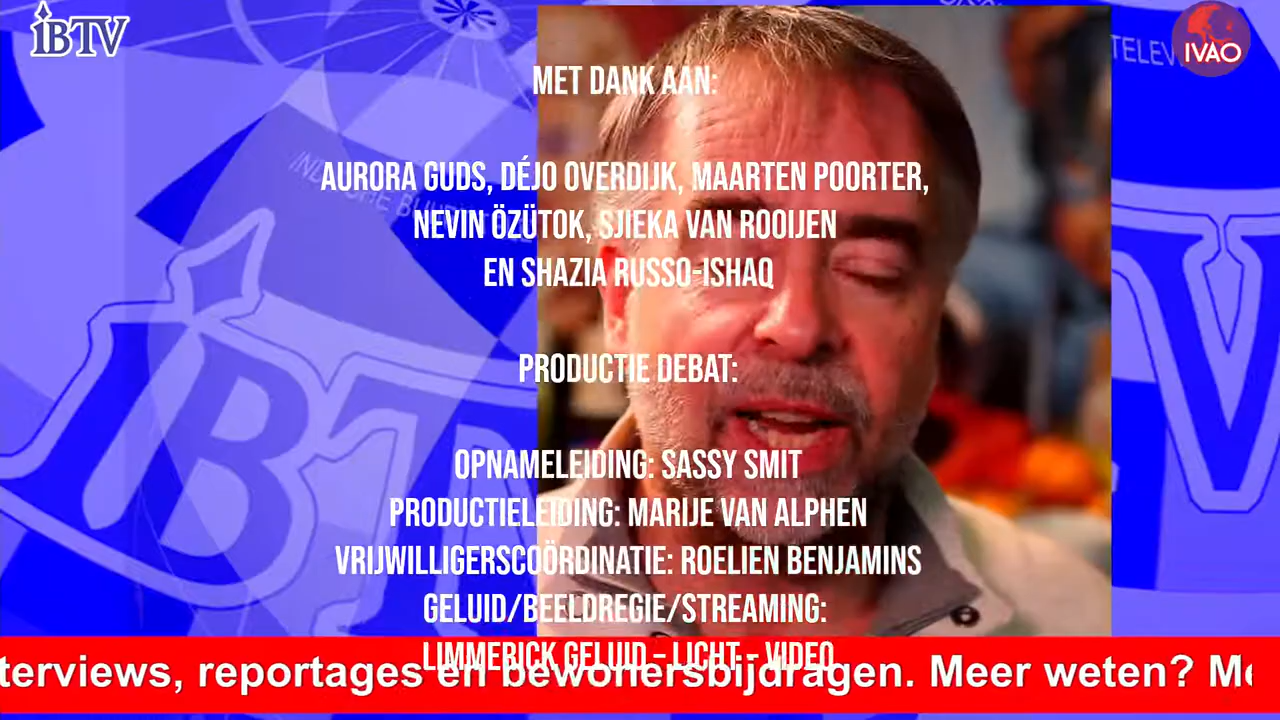 IBTV
TELEV
IVAO
MET DANK AAN:
AURORA GUDS, DÉJO OVERDIJK, MAARTEN POORTER,
NEVIN ÖZÜTOK, SJIEKA VAN ROOIJEN
EN SHAZIA RUSSO-ISHAQ
PRODUCTIE DEBAT:
OPNAMELEIDING: SASSY SMIT
PRODUCTIELEIDING: MARIJE VAN ALPHEN
VRIJWILLIGERSCOÖRDINATIE: ROELIEN BENJAMINS
GELUID/BEELDREGIE/STREAMING:
LIMMERICK GELUID – LICHT – VIDEO
terviews, reportages en bewonersbijdragen. Meer weten? Me